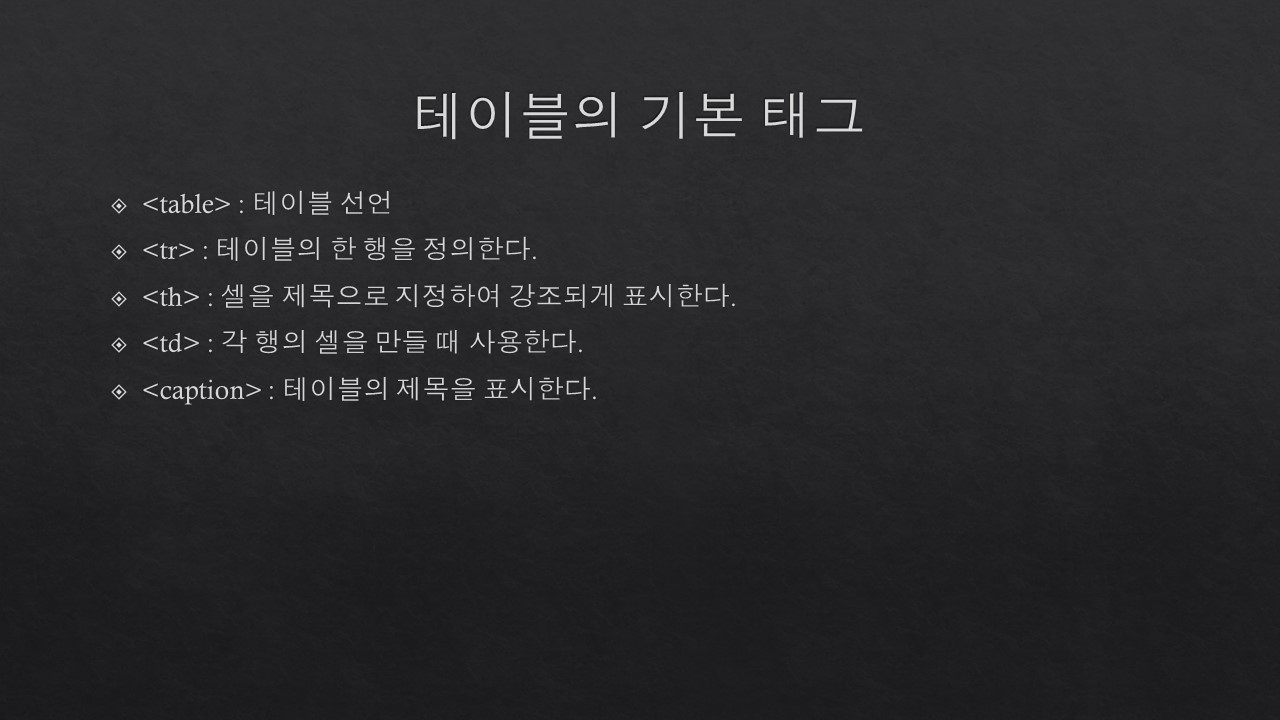 테이블의 기본 태그
<table> : 테이블 선언
<tr> : 테이블의 한 행을 정의한다.
<th> : 셀을 제목으로 지정하여 강조되게 표시한다.
<td> : 각 행의 셀을 만들 때 사용한다.
<caption> : 테이블의 제목을 표시한다.